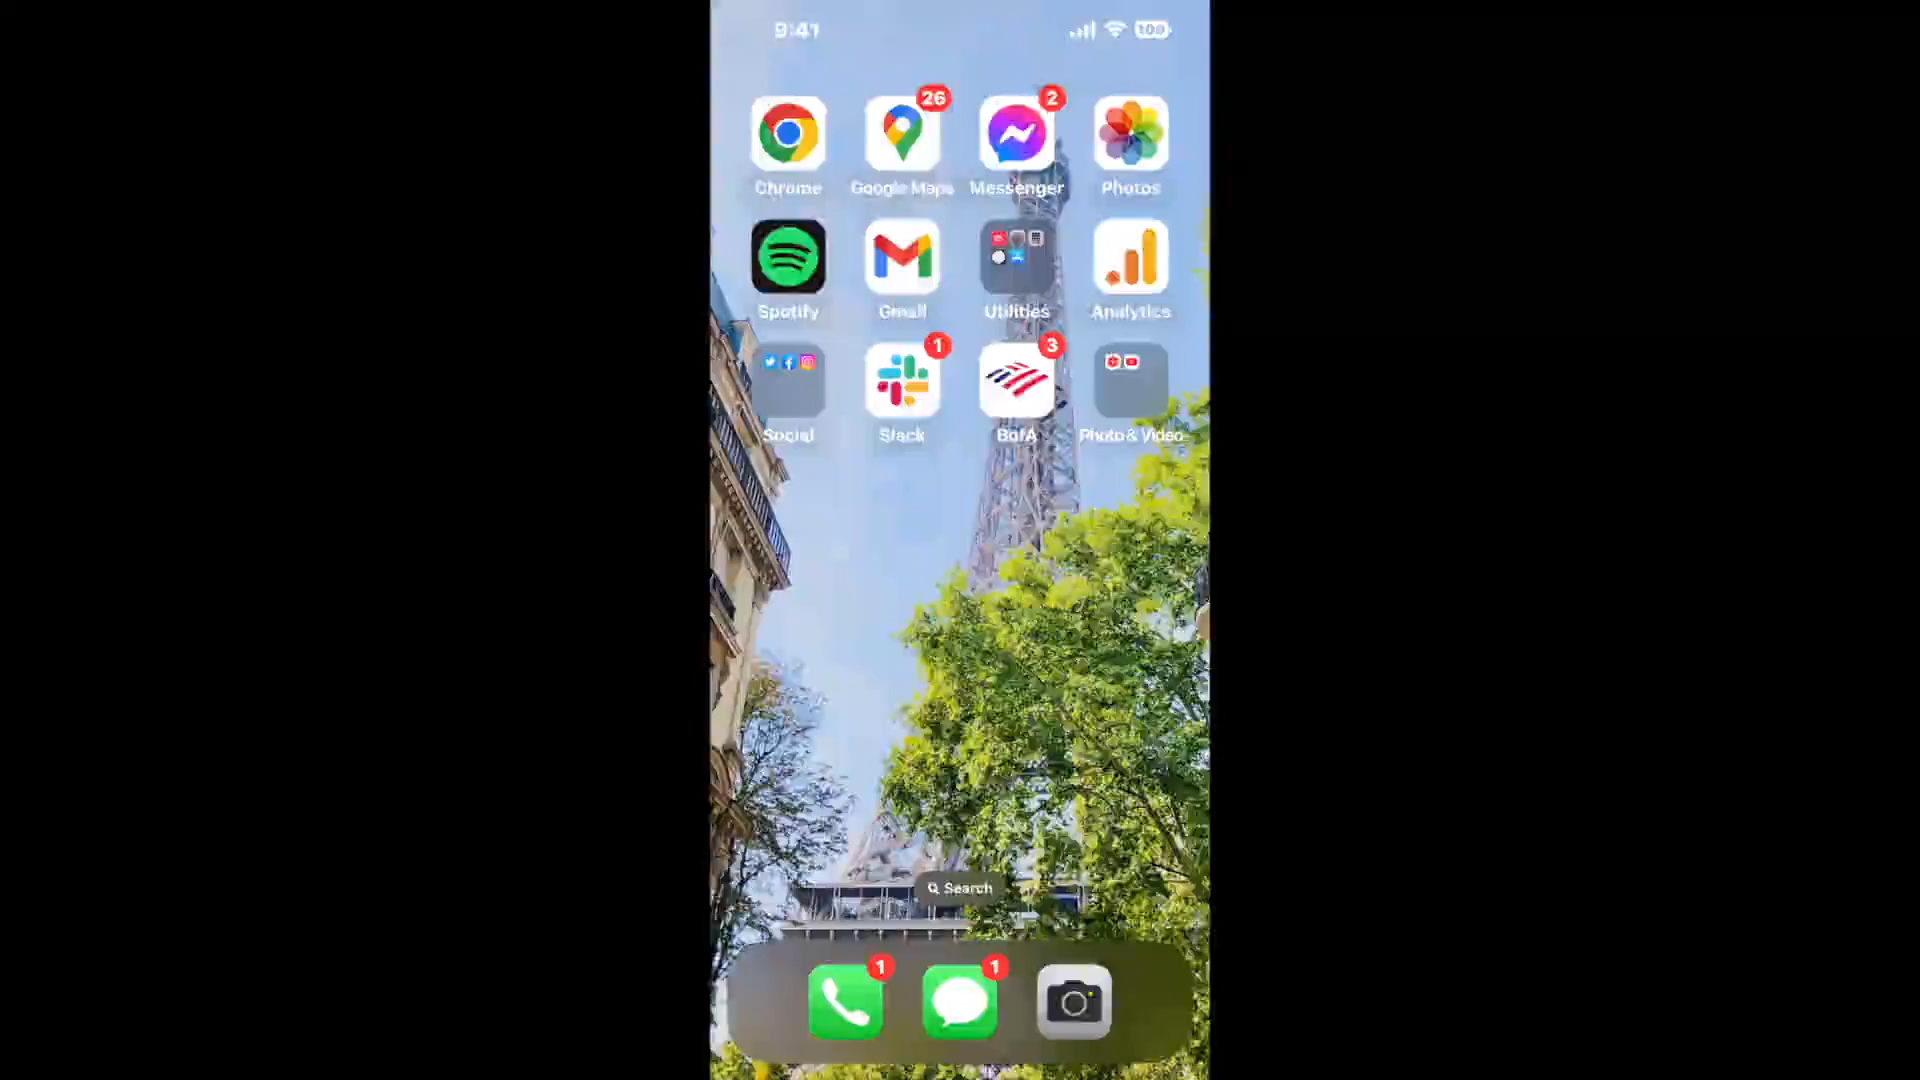 9:41
100
26
2
Chrome
Google Maps
Messenger
Photos
Spotify
Gmail
Utilities
Analytics
1
3
Social
Slack
BofA
Photo & Video
Search
1
1